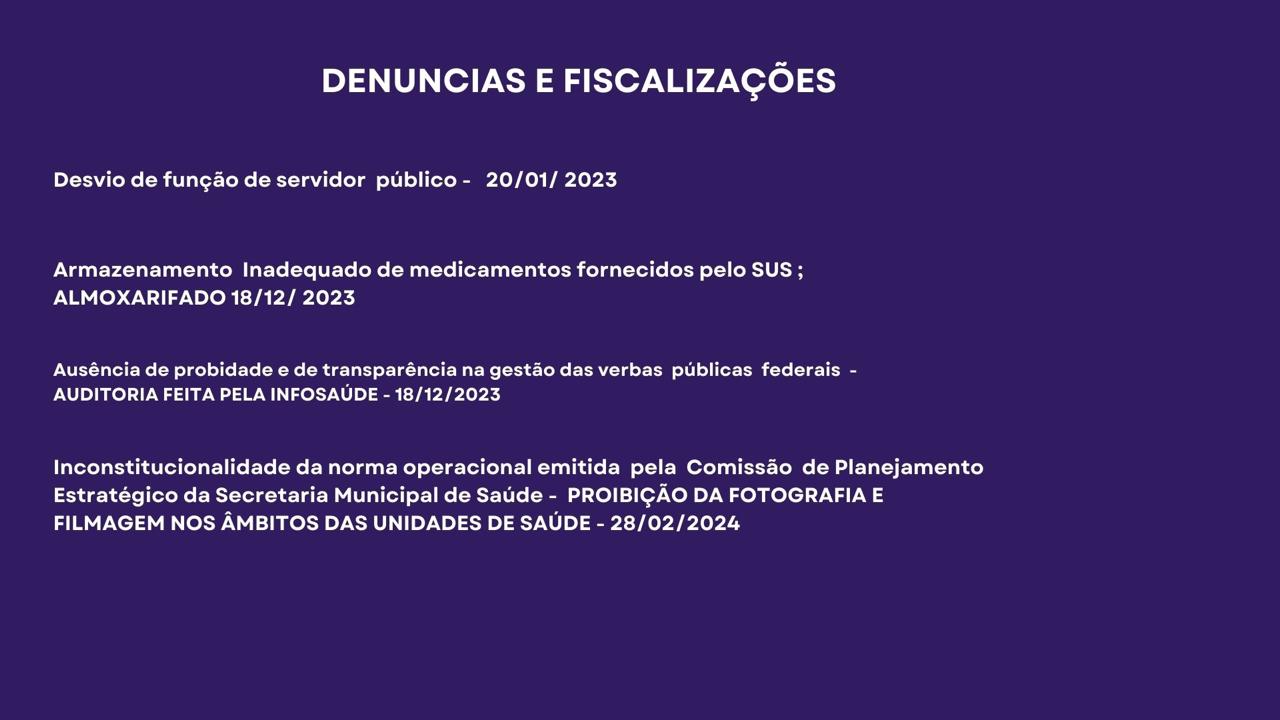 DENUNCIAS E FISCALIZAÇÕES
Desvio de função de servidor público - 20/01/ 2023
Armazenamento Inadequado de medicamentos fornecidos pelo SUS ;
ALMOXARIFADO 18/12/ 2023
Ausência de probidade e de transparência na gestão das verbas públicas federais -
AUDITORIA FEITA PELA INFOSAÚDE - 18/12/2023
Inconstitucionalidade da norma operacional emitida pela Comissão de Planejamento
Estratégico da Secretaria Municipal de Saúde - PROIBIÇÃO DA FOTOGRAFIA E
FILMAGEM NOS ÂMBITOS DAS UNIDADES DE SAÚDE - 28/02/2024